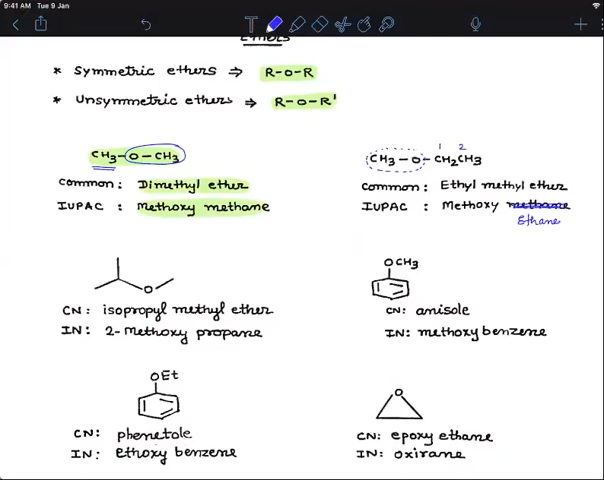 9:41 AM Tue 9 Jan
Ethers
* Symmetric ethers ⇒ R-O-R
* Unsymmetric ethers ⇒ R-O-R'
CH3-O-CH3
Common: Dimethyl ether
IUPAC: methoxy methane
1 2
CH3-O-CH2CH3
Common: Ethyl methyl ether
IUPAC: Methoxy methane
Ethane
O
CN: isopropyl methyl ether
IN: 2-Methoxy propane
OCH3
CN: anisole
IN: methoxy benzene
OEt
CN: phenetole
IN: Ethoxy benzene
O
CN: epoxy ethane
IN: oxirane